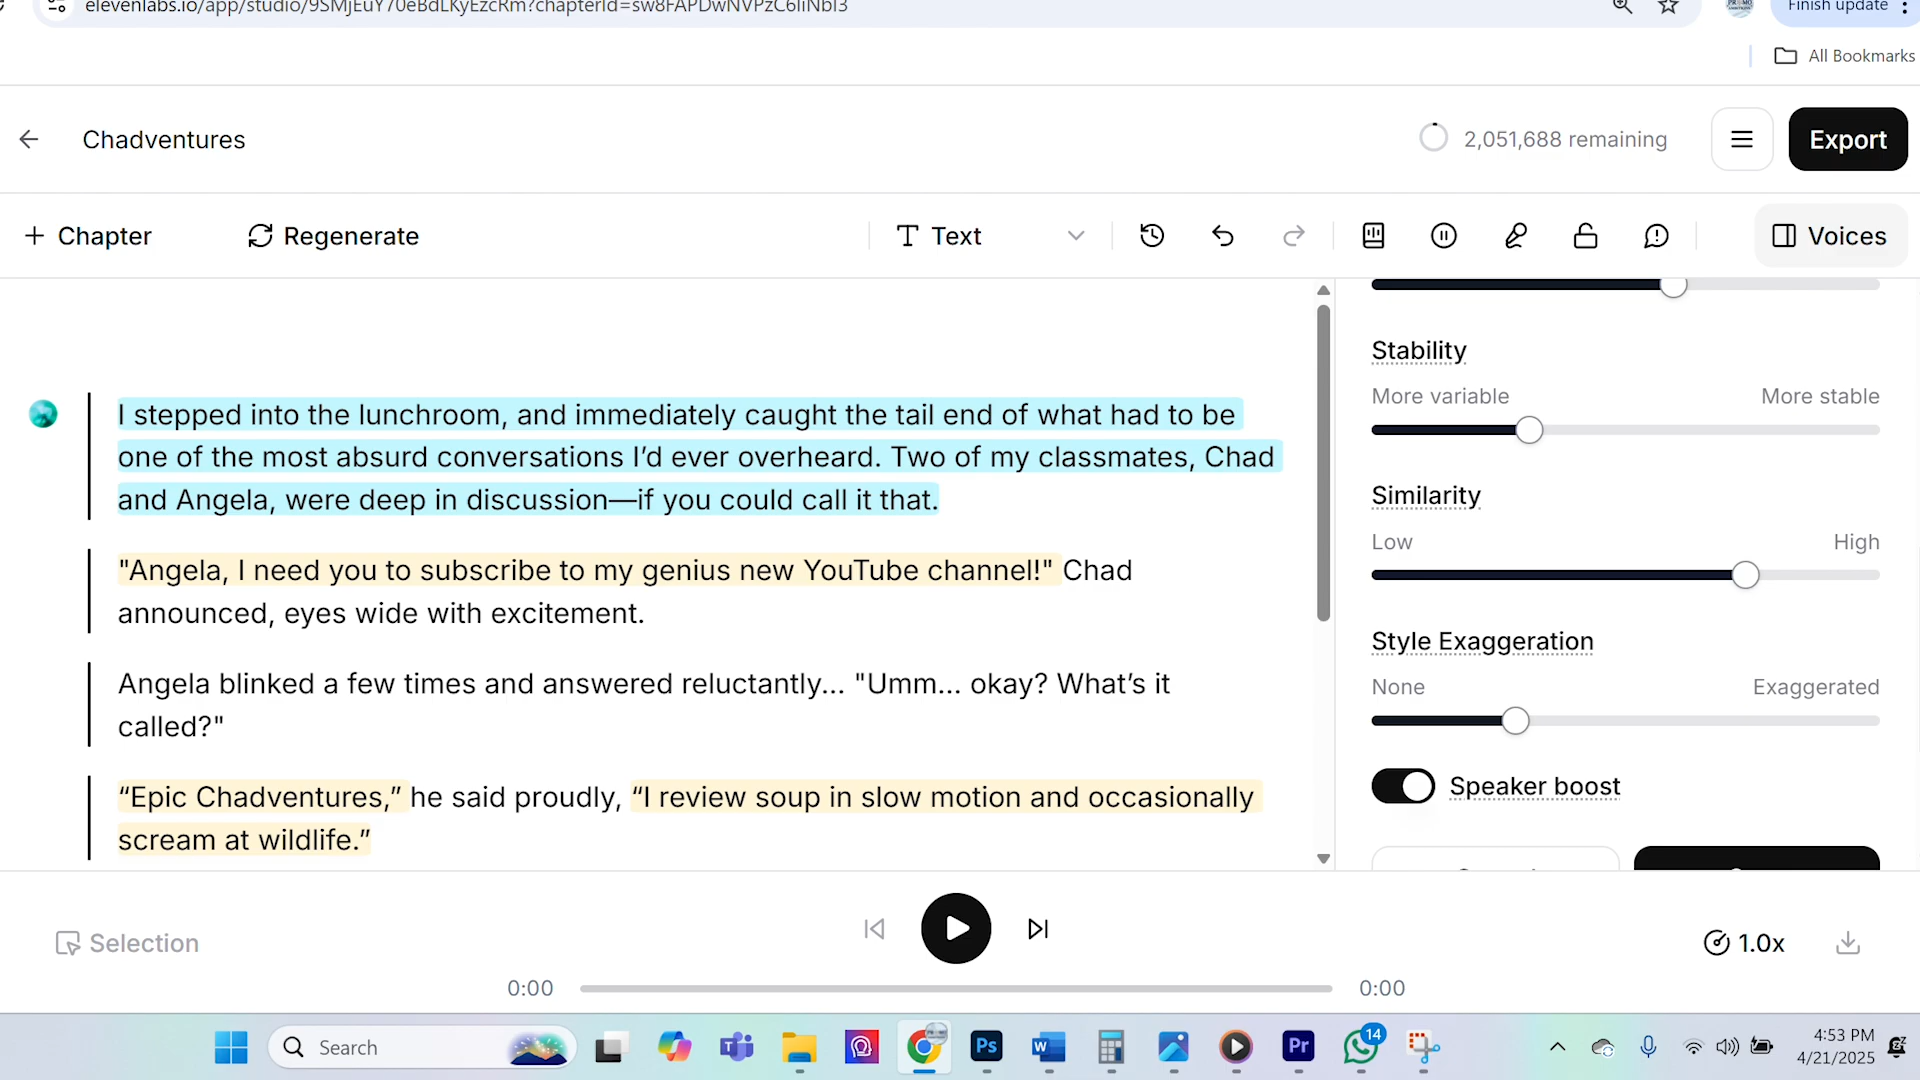 elevenlabs.io/app/studio/9SMjEuY70eBdLKyEzcRm?chapterId=sw8FAPDwNVPzC6IiNbI3
Finish update
All Bookmarks
Chadventures
2,051,688 remaining
Export
+ Chapter
Regenerate
Text
Voices
Stability
More variable
More stable
I stepped into the lunchroom, and immediately caught the tail end of what had to be
one of the most absurd conversations I’d ever overheard. Two of my classmates, Chad
and Angela, were deep in discussion—if you could call it that.
Similarity
Low
High
"Angela, I need you to subscribe to my genius new YouTube channel!" Chad
announced, eyes wide with excitement.
Style Exaggeration
None
Exaggerated
Angela blinked a few times and answered reluctantly... "Umm... okay? What’s it
called?"
Speaker boost
“Epic Chadventures,” he said proudly, “I review soup in slow motion and occasionally
scream at wildlife.”
Selection
1.0x
0:00
0:00
Search
Ps
W
Pr
14
4:53 PM
4/21/2025